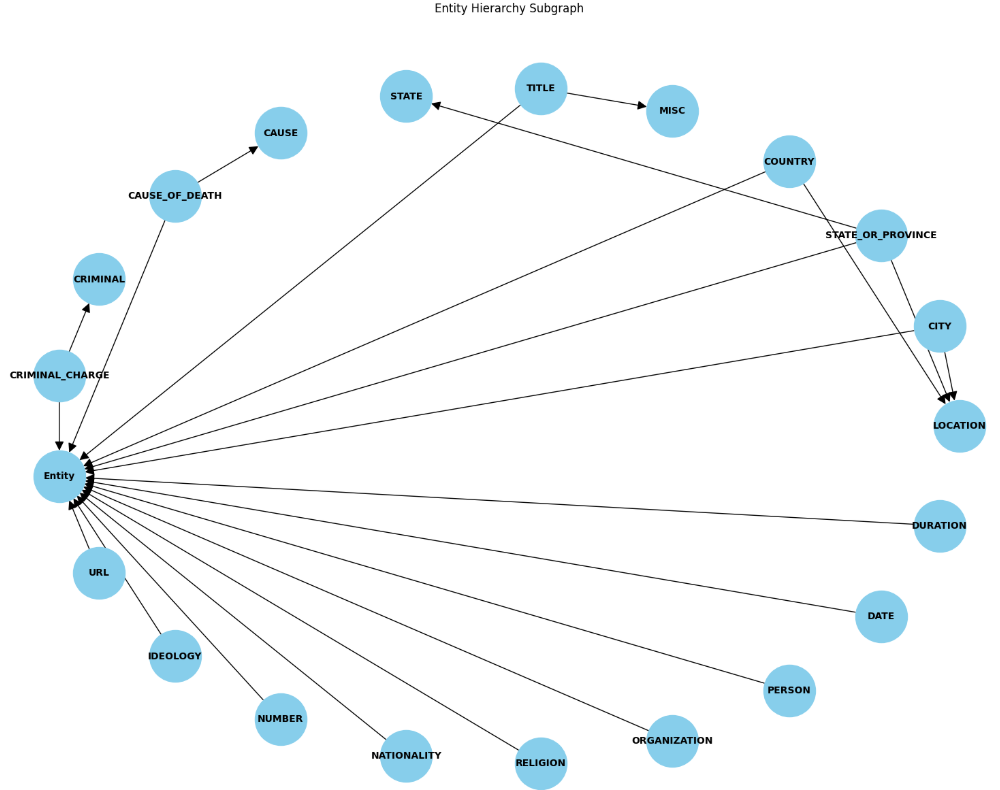 Entity Hierarchy Subgraph
TITLE
STATE
MISC
CAUSE
COUNTRY
CAUSE_OF_DEATH
STATE_OR_PROVINCE
CRIMINAL
CITY
CRIMINAL_CHARGE
LOCATION
Entity
DURATION
URL
DATE
IDEOLOGY
PERSON
NUMBER
ORGANIZATION
NATIONALITY
RELIGION